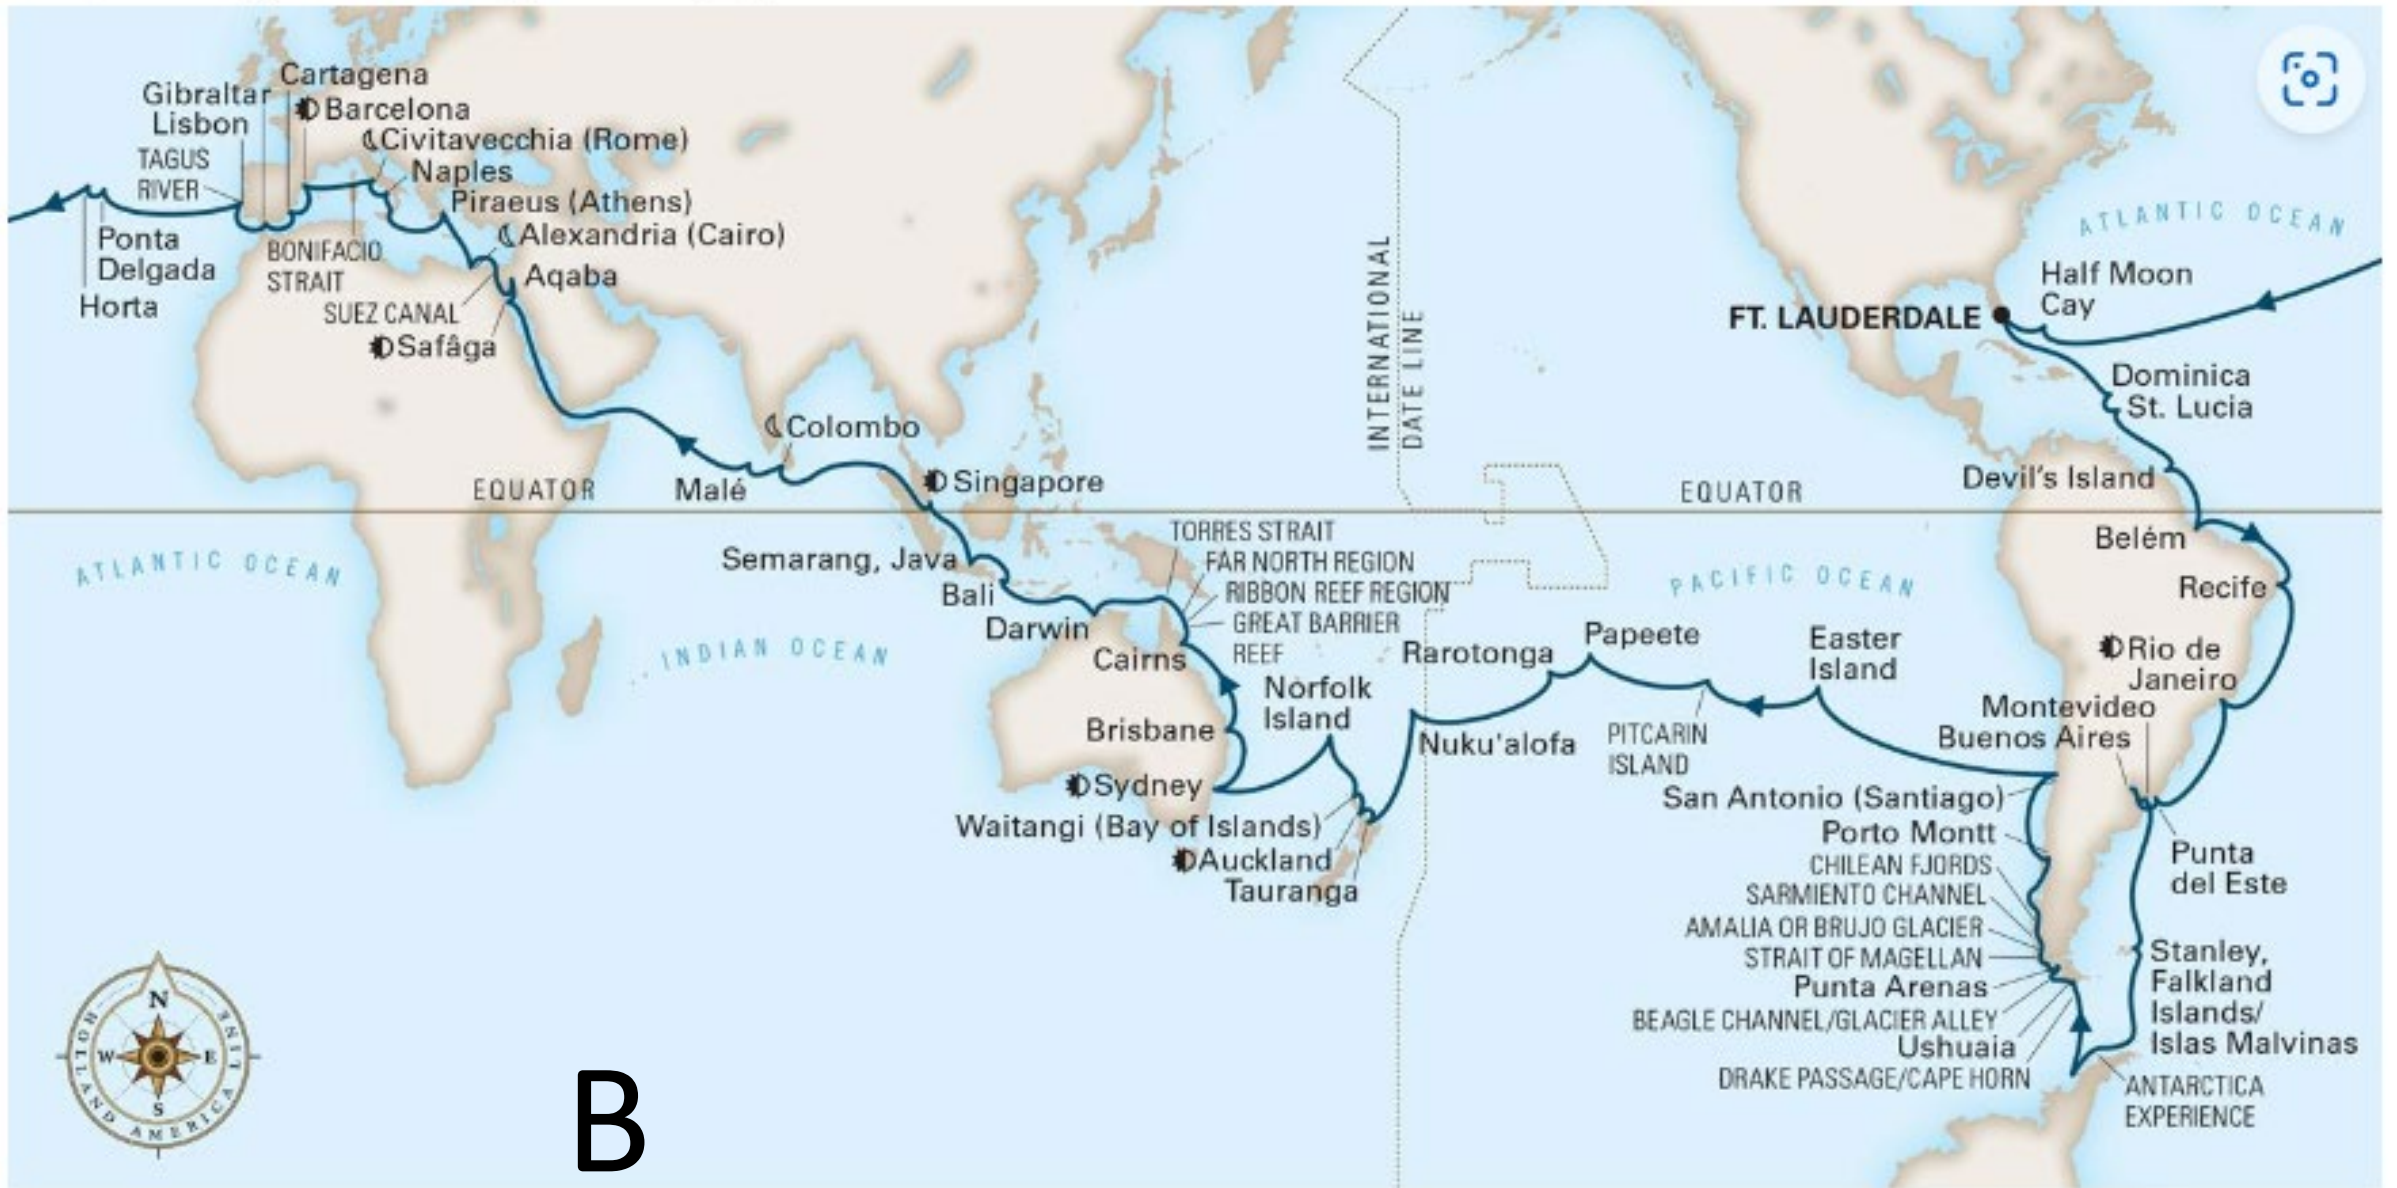 Cartagena
Gibraltar
Barcelona
Lisbon
Civitavecchia (Rome)
TAGUS
RIVER
Naples
Piraeus (Athens)
Alexandria (Cairo)
Ponta
Delgada
BONIFACIO
STRAIT
Aqaba
Horta
SUEZ CANAL
Safâga
Colombo
Malé
EQUATOR
Singapore
ATLANTIC OCEAN
INDIAN OCEAN
Semarang, Java
Bali
Darwin
TORRES STRAIT
FAR NORTH REGION
RIBBON REEF REGION
GREAT BARRIER
REEF
Cairns
Norfolk
Island
Brisbane
Sydney
Waitangi (Bay of Islands)
Auckland
Tauranga
INTERNATIONAL
DATE LINE
Rarotonga
Papeete
Nuku'alofa
PITCARIN
ISLAND
Easter
Island
PACIFIC OCEAN
EQUATOR
ATLANTIC OCEAN
Half Moon
Cay
FT. LAUDERDALE
Dominica
St. Lucia
Devil's Island
Belém
Recife
Rio de
Janeiro
Montevideo
Buenos Aires
San Antonio (Santiago)
Porto Montt
CHILEAN FJORDS
SARMIENTO CHANNEL
AMALIA OR BRUJO GLACIER
STRAIT OF MAGELLAN
Punta Arenas
BEAGLE CHANNEL/GLACIER ALLEY
Ushuaia
DRAKE PASSAGE/CAPE HORN
Punta
del Este
Stanley,
Falkland
Islands/
Islas Malvinas
ANTARCTICA
EXPERIENCE
N
W E
S
HOLLAND AMERICA LINE
B